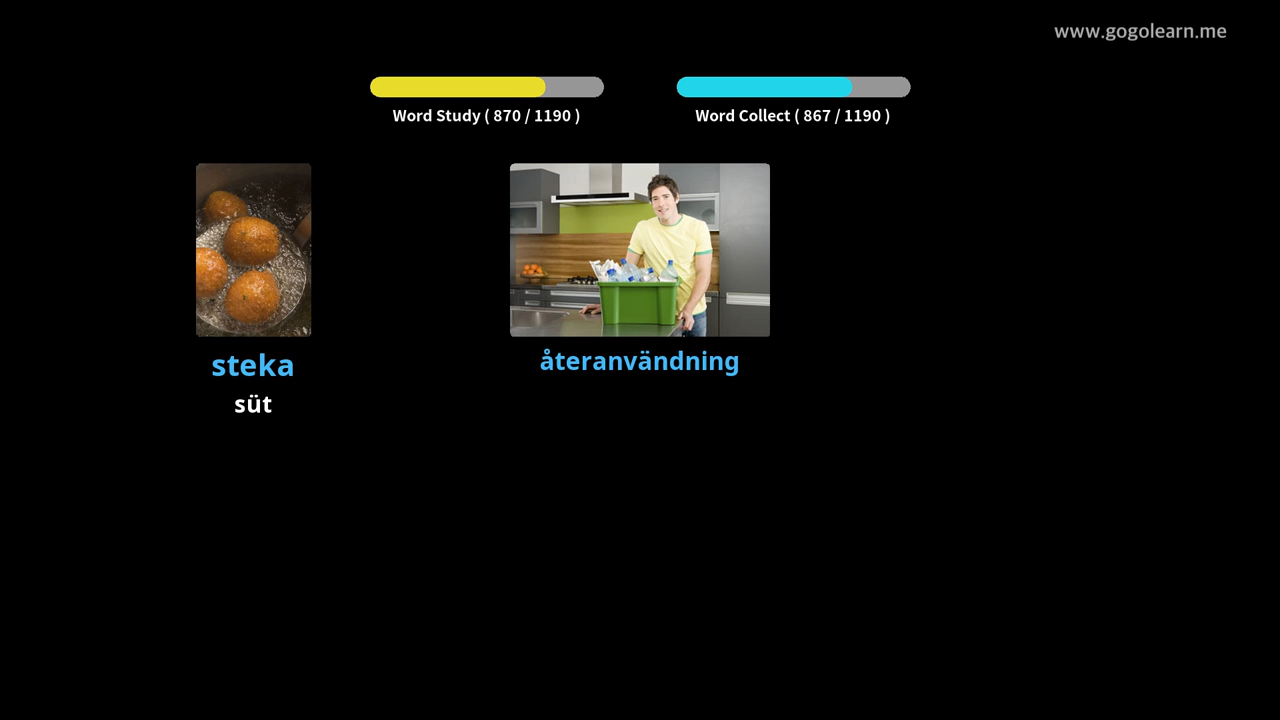 www.gogolearn.me
Word Study ( 870 / 1190 )
Word Collect ( 867 / 1190 )
steka
süt
återanvändning